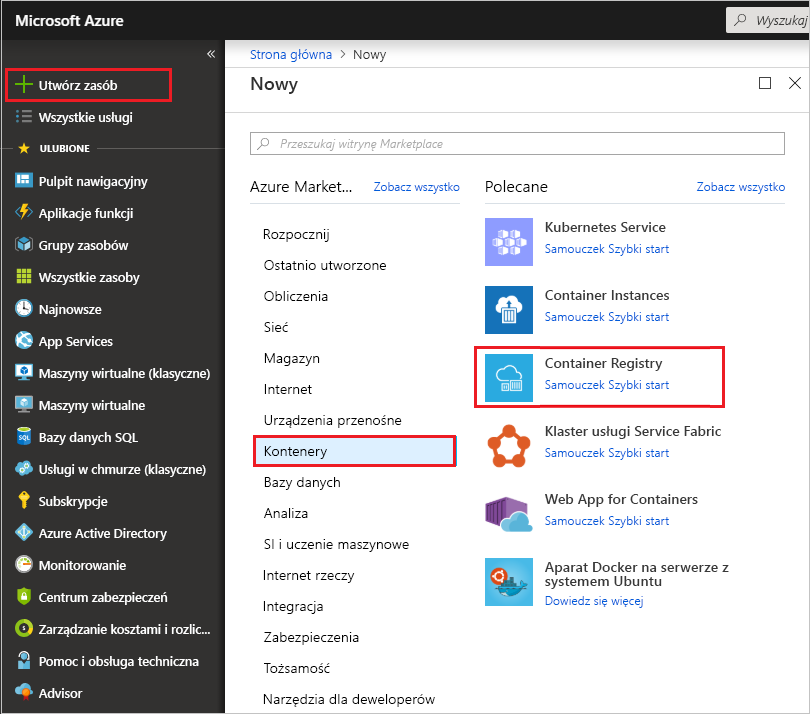 Microsoft Azure
Wyszukaj
«
Utwórz zasób
Wszystkie usługi
ULUBIONE
Pulpit nawigacyjny
Aplikacje funkcji
Grupy zasobów
Wszystkie zasoby
Najnowsze
App Services
Maszyny wirtualne (klasyczne)
Maszyny wirtualne
Bazy danych SQL
Usługi w chmurze (klasyczne)
Subskrypcje
Azure Active Directory
Monitorowanie
Centrum zabezpieczeń
Zarządzanie kosztami i rozlic...
Pomoc i obsługa techniczna
Advisor
Strona główna > Nowy
Nowy
Przeszukaj witrynę Marketplace
Azure Market... Zobacz wszystko
Rozpocznij
Ostatnio utworzone
Obliczenia
Sieć
Magazyn
Internet
Urządzenia przenośne
Kontenery
Bazy danych
Analiza
SI i uczenie maszynowe
Internet rzeczy
Integracja
Zabezpieczenia
Tożsamość
Narzędzia dla deweloperów
Polecane Zobacz wszystko
Kubernetes Service
Samouczek Szybki start
Container Instances
Samouczek Szybki start
Container Registry
Samouczek Szybki start
Klaster usługi Service Fabric
Samouczek Szybki start
Web App for Containers
Samouczek Szybki start
Aparat Docker na serwerze z
systemem Ubuntu
Dowiedz się więcej